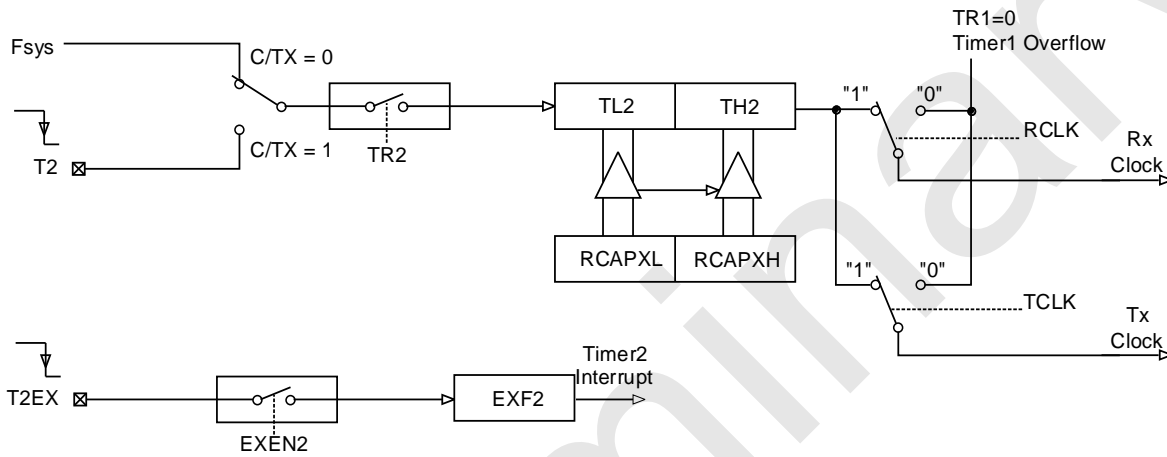 TR1=0
Timer1 Overflow
Fsys
C/TX = 0
"1"
"0"
TL2
TH2
RCLK
Rx
Clock
T2
C/TX = 1
TR2
RCAPXL
RCAPXH
"1"
"0"
TCLK
Tx
Clock
Timer2
Interrupt
T2EX
EXF2
EXEN2